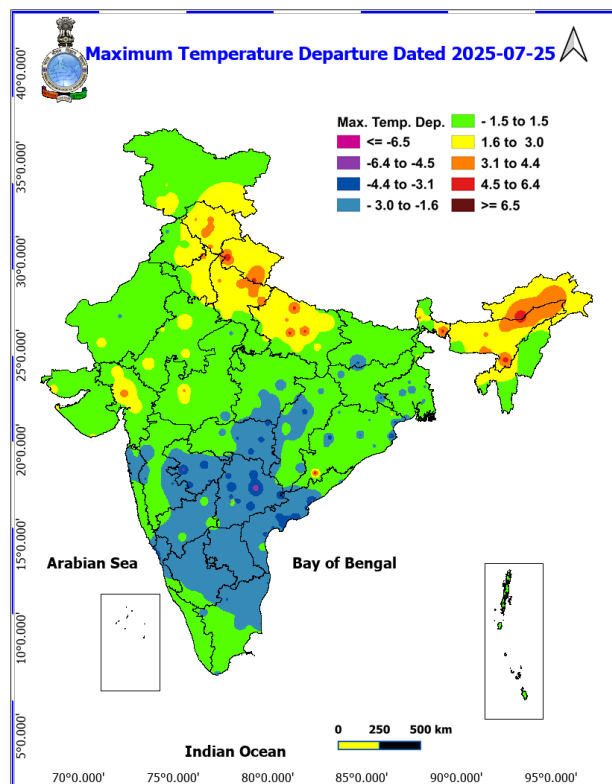 Maximum Temperature Departure Dated 2025-07-25
Max. Temp. Dep.
<= -6.5
-6.4 to -4.5
-4.4 to -3.1
- 3.0 to -1.6
- 1.5 to 1.5
1.6 to 3.0
3.1 to 4.4
4.5 to 6.4
>= 6.5
40°0.000'
35°0.000'
30°0.000'
25°0.000'
20°0.000'
15°0.000'
10°0.000'
5°0.000'
Arabian Sea
Bay of Bengal
0 250 500 km
Indian Ocean
70°0.000' 75°0.000' 80°0.000' 85°0.000' 90°0.000' 95°0.000'